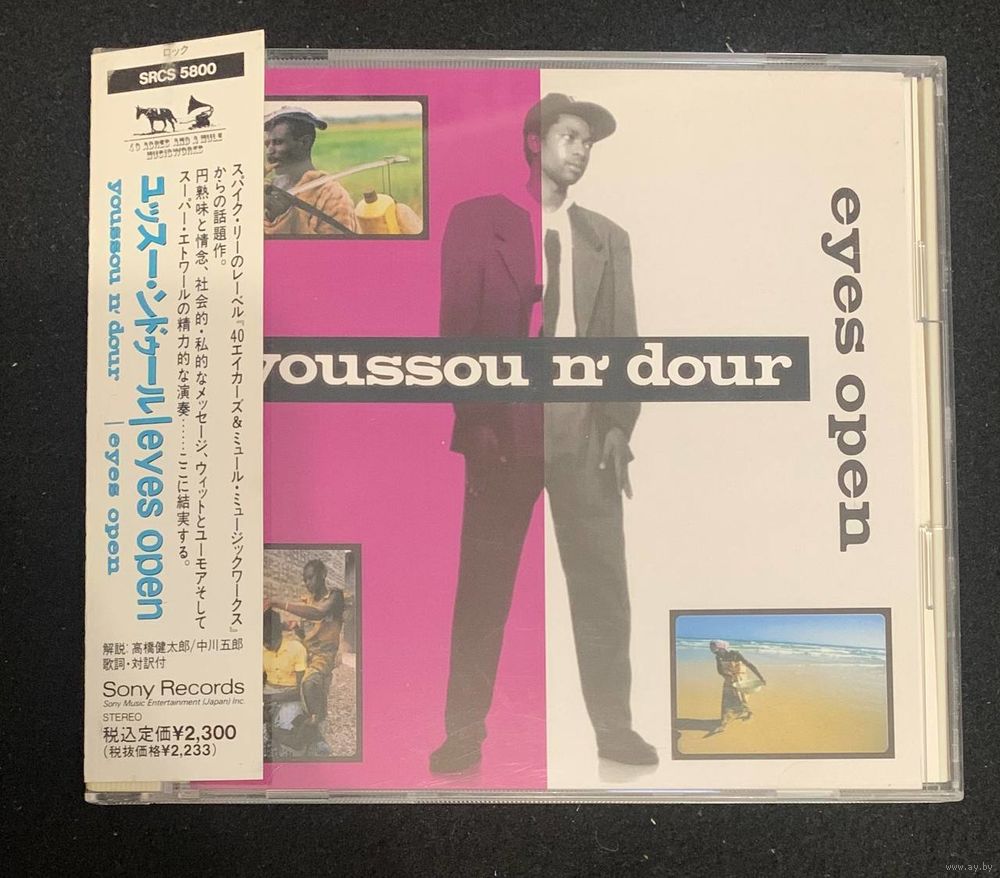 ロック
SRCS 5800
40 ACRES AND A MULE
MUSICWORKS
スパイク・リーのレーベル『40エイカーズ&ミュール・ミュージックワークス』
からの話題作。
円熟味と情念、社会的・私的なメッセージ、ウィットとユーモアそして
スーパー・エトワールの精力的な演奏……ここに結実する。
ユッスー・ンドゥール|eyes open
youssou n' dour | eyes open
解説:高橋健太郎/中川五郎
歌詞・対訳付
Sony Records
Sony Music Entertainment (Japan) Inc.
STEREO
税込定価¥2,300
(税抜価格¥2,233)
youssou n' dour
eyes open
www.ay.by